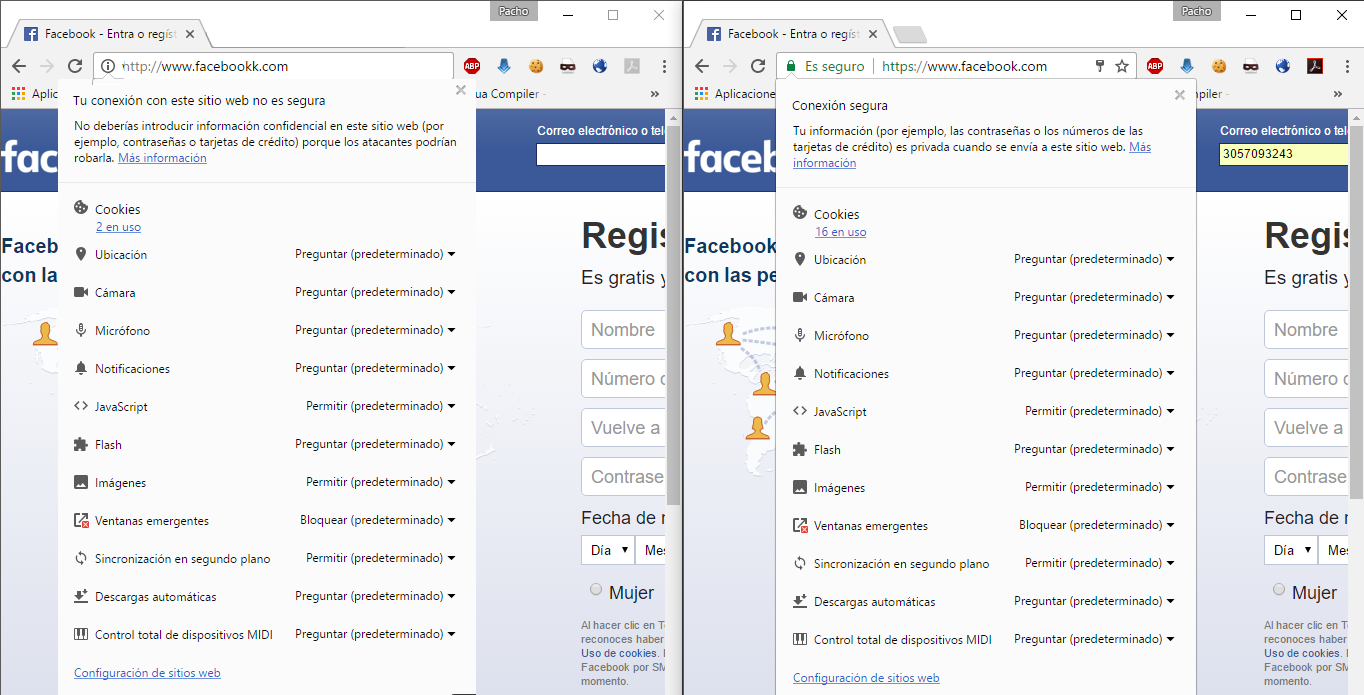 Pacho
Facebook - Entra o regíst
http://www.facebookk.com
ABP
Aplic
ua Compiler
»
Tu conexión con este sitio web no es segura
No deberías introducir información confidencial en este sitio web (por
ejemplo, contraseñas o tarjetas de crédito) porque los atacantes podrían
robarla. Más información
Cookies
2 en uso
Ubicación Preguntar (predeterminado)
Cámara Preguntar (predeterminado)
Micrófono Preguntar (predeterminado)
Notificaciones Preguntar (predeterminado)
JavaScript Permitir (predeterminado)
Flash Preguntar (predeterminado)
Imágenes Permitir (predeterminado)
Ventanas emergentes Bloquear (predeterminado)
Sincronización en segundo plano Permitir (predeterminado)
Descargas automáticas Preguntar (predeterminado)
Control total de dispositivos MIDI Preguntar (predeterminado)
Configuración de sitios web
fac
Correo electrónico o tel
Faceb
con la
Regis
Es gratis y
Nombre
Número d
Vuelve a
Contrase
Fecha de n
Día
Mes
Mujer
Al hacer clic en Te
reconoces haber
Uso de cookies.
Facebook por SM
momento.
Pacho
Facebook - Entra o regíst
Es seguro
https://www.facebook.com
ABP
Aplicacione
mpiler
»
Conexión segura
Tu información (por ejemplo, las contraseñas o los números de las
tarjetas de crédito) es privada cuando se envía a este sitio web. Más
información
Cookies
16 en uso
Ubicación Preguntar (predeterminado)
Cámara Preguntar (predeterminado)
Micrófono Preguntar (predeterminado)
Notificaciones Preguntar (predeterminado)
JavaScript Permitir (predeterminado)
Flash Preguntar (predeterminado)
Imágenes Permitir (predeterminado)
Ventanas emergentes Bloquear (predeterminado)
Sincronización en segundo plano Permitir (predeterminado)
Descargas automáticas Preguntar (predeterminado)
Control total de dispositivos MIDI Preguntar (predeterminado)
Configuración de sitios web
faceb
Correo electrónico o tel
3057093243
Facebook
con las pe
Regis
Es gratis y
Nombre
Número d
Vuelve a
Contrase
Fecha de n
Día
Mes
Mujer
Al hacer clic en Te
reconoces haber
Uso de cookies.
Facebook por SM
momento.